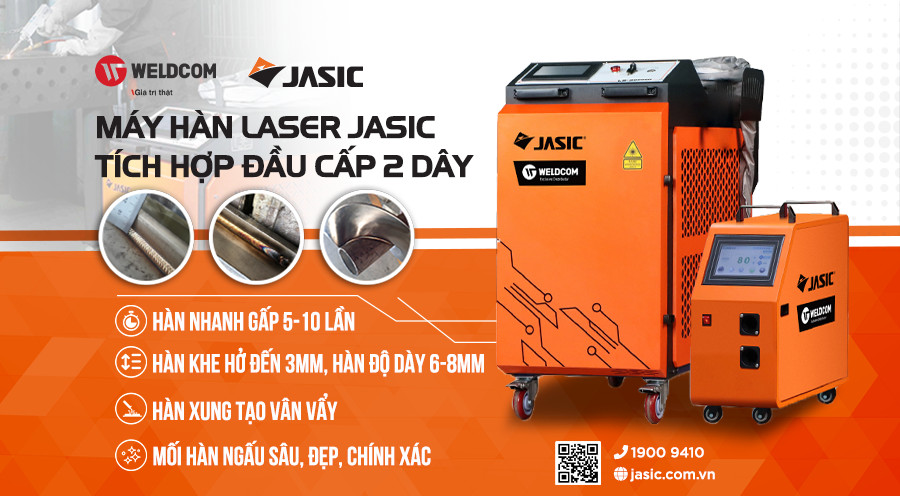 WELDCOM
Giá trị thật
JASIC
MÁY HÀN LASER JASIC
TÍCH HỢP ĐẦU CẤP 2 DÂY
HÀN NHANH GẤP 5-10 LẦN
HÀN KHE HỞ ĐẾN 3MM, HÀN ĐỘ DÀY 6-8MM
HÀN XUNG TẠO VÂN VẨY
MỐI HÀN NGẤU SÂU, ĐẸP, CHÍNH XÁC
JASIC®
WELDCOM
JASIC
WELDCOM
1900 9410
jasic.com.vn